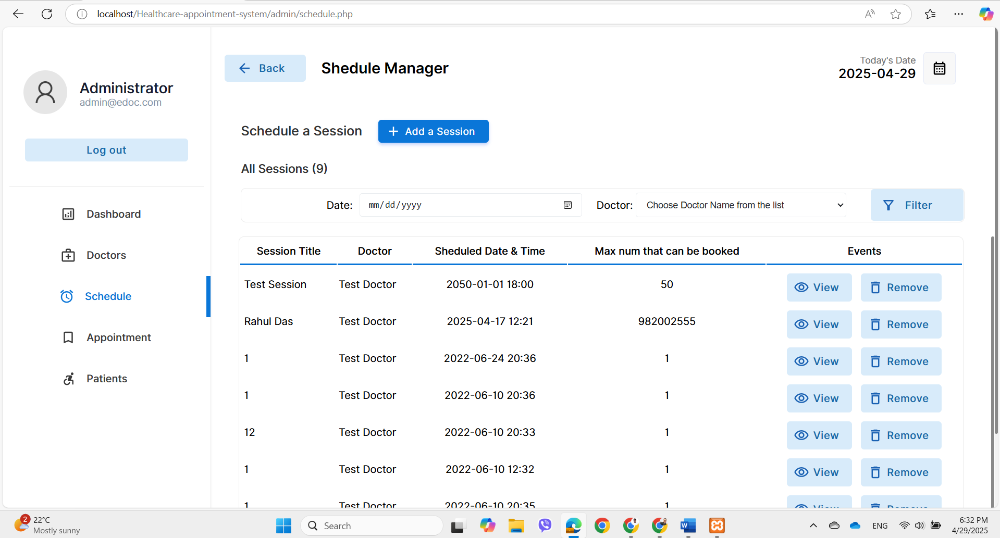 localhost/Healthcare-appointment-system/admin/schedule.php
Administrator
admin@edoc.com
Log out
Dashboard
Doctors
Schedule
Appointment
Patients
Back
Shedule Manager
Today's Date
2025-04-29
Schedule a Session
Add a Session
All Sessions (9)
Date: mm/dd/yyyy Doctor: Choose Doctor Name from the list Filter
Session Title Doctor Sheduled Date & Time Max num that can be booked Events
Test Session Test Doctor 2050-01-01 18:00 50 View Remove
Rahul Das Test Doctor 2025-04-17 12:21 982002555 View Remove
1 Test Doctor 2022-06-24 20:36 1 View Remove
1 Test Doctor 2022-06-10 20:36 1 View Remove
12 Test Doctor 2022-06-10 20:33 1 View Remove
1 Test Doctor 2022-06-10 12:32 1 View Remove
1 Test Doctor 2022-06-10 20:35 1 View Remove
2
22°C
Mostly sunny
Search
ENG
6:32 PM
4/29/2025